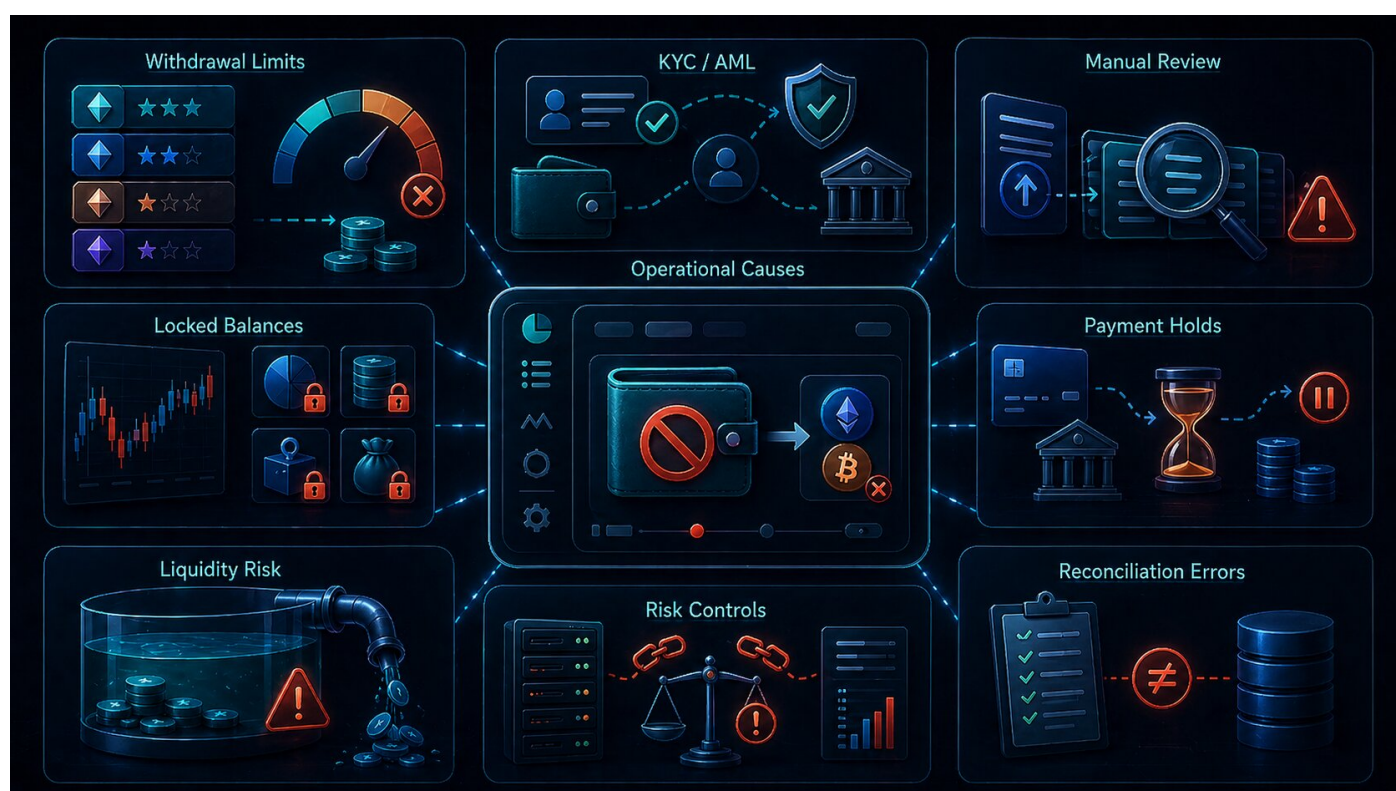 Withdrawal Limits
KYC / AML
Manual Review
Operational Causes
Locked Balances
Payment Holds
Liquidity Risk
Risk Controls
Reconciliation Errors